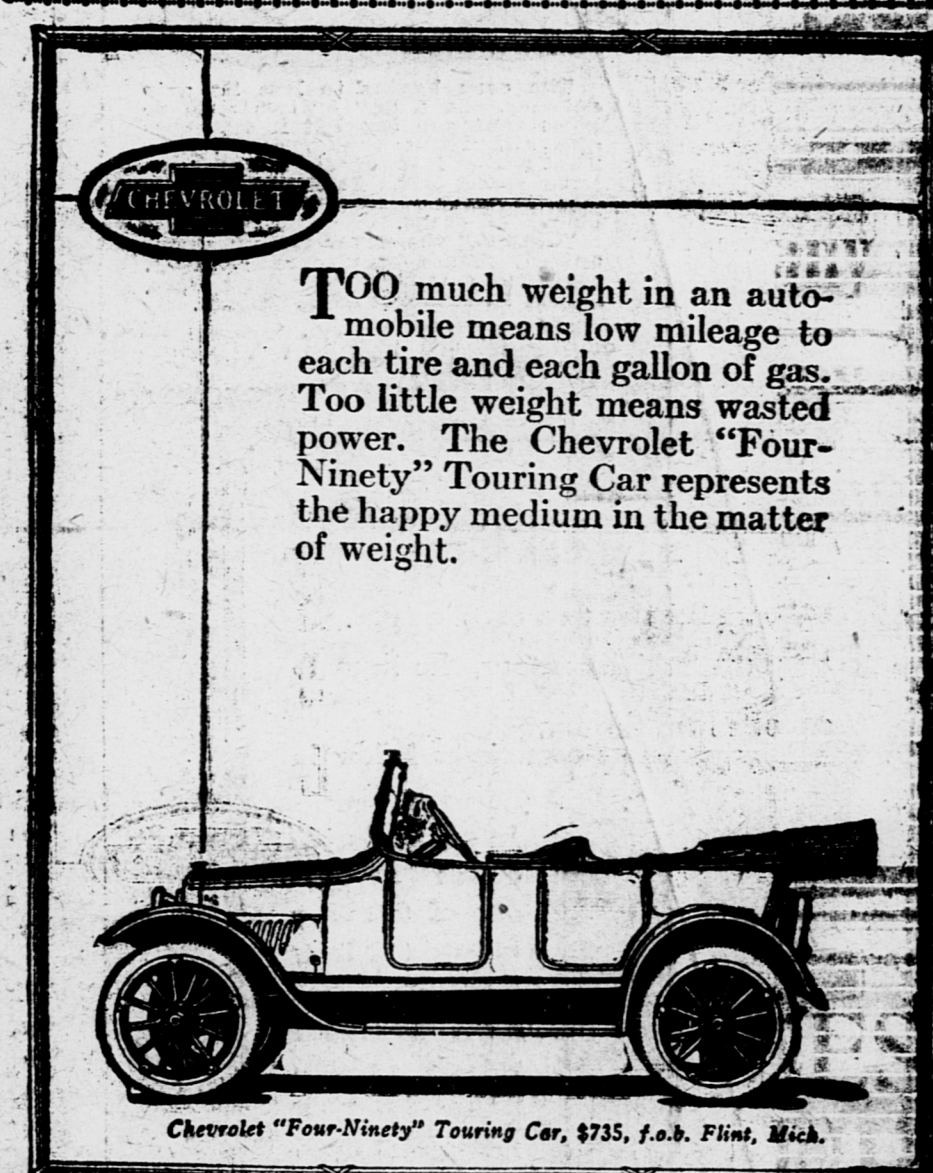 CHEVROLET
TOO much weight in an auto-
mobile means low mileage to
each tire and each gallon of gas.
Too little weight means wasted
power. The Chevrolet “Four-
Ninety” Touring Car represents
the happy medium in the matter
of weight.
Chevrolet “Four-Ninety” Touring Car, $735, f.o.b. Flint, Mich.